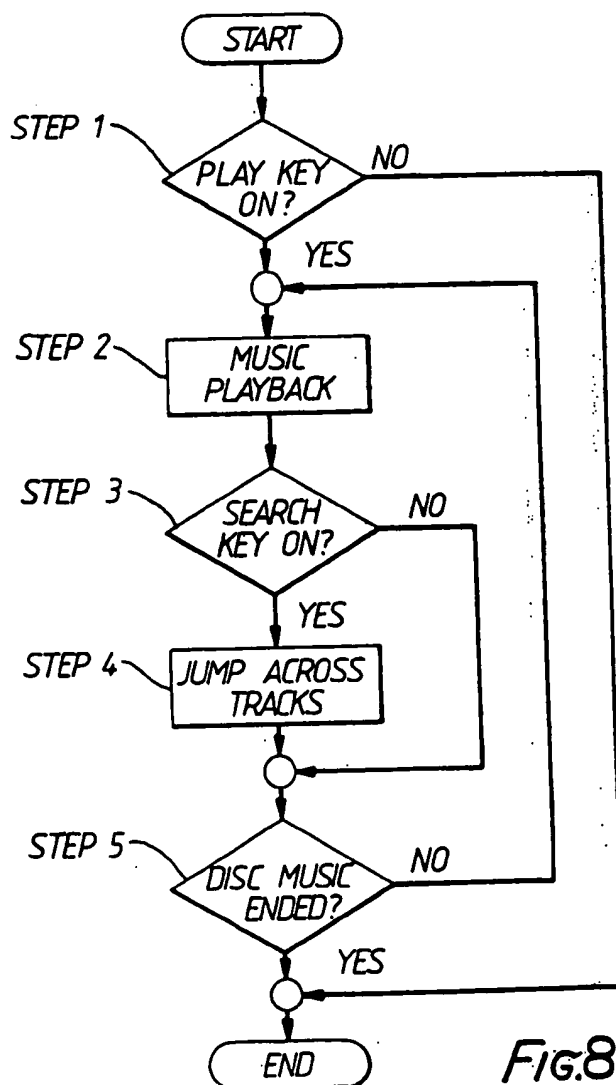 START
STEP 1
PLAY KEY
ON?
NO
YES
STEP 2
MUSIC
PLAYBACK
STEP 3
SEARCH
KEY ON?
NO
YES
STEP 4
JUMP ACROSS
TRACKS
STEP 5
DISC MUSIC
ENDED?
NO
YES
END
FIG.8